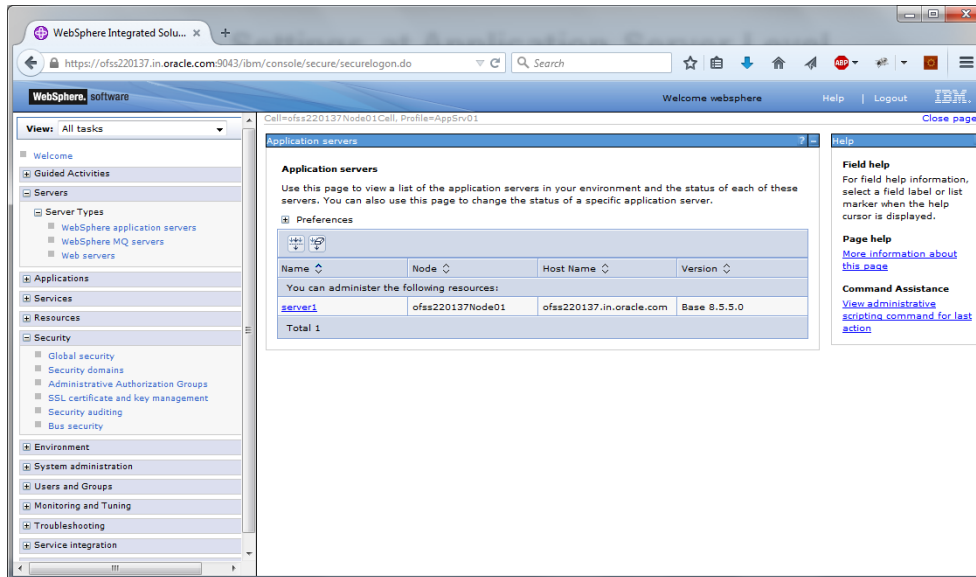 Settings at Application Server Level
WebSphere Integrated Solu... × +
https://ofss220137.in.oracle.com:9043/ibm/console/secure/securelogon.do
Search
ABP
WebSphere. software
Welcome websphere
Help | Logout
IBM.
View: All tasks
Cell=ofss220137Node01Cell, Profile=AppSrv01
Close page
Welcome
Guided Activities
Servers
Server Types
WebSphere application servers
WebSphere MQ servers
Web servers
Applications
Services
Resources
Security
Global security
Security domains
Administrative Authorization Groups
SSL certificate and key management
Security auditing
Bus security
Environment
System administration
Users and Groups
Monitoring and Tuning
Troubleshooting
Service integration
Application servers
? –
Application servers
Use this page to view a list of the application servers in your environment and the status of each of these
servers. You can also use this page to change the status of a specific application server.
Preferences
Name Node Host Name Version
You can administer the following resources:
server1 ofss220137Node01 ofss220137.in.oracle.com Base 8.5.5.0
Total 1
Help
Field help
For field help information,
select a field label or list
marker when the help
cursor is displayed.
Page help
More information about
this page
Command Assistance
View administrative
scripting command for last
action